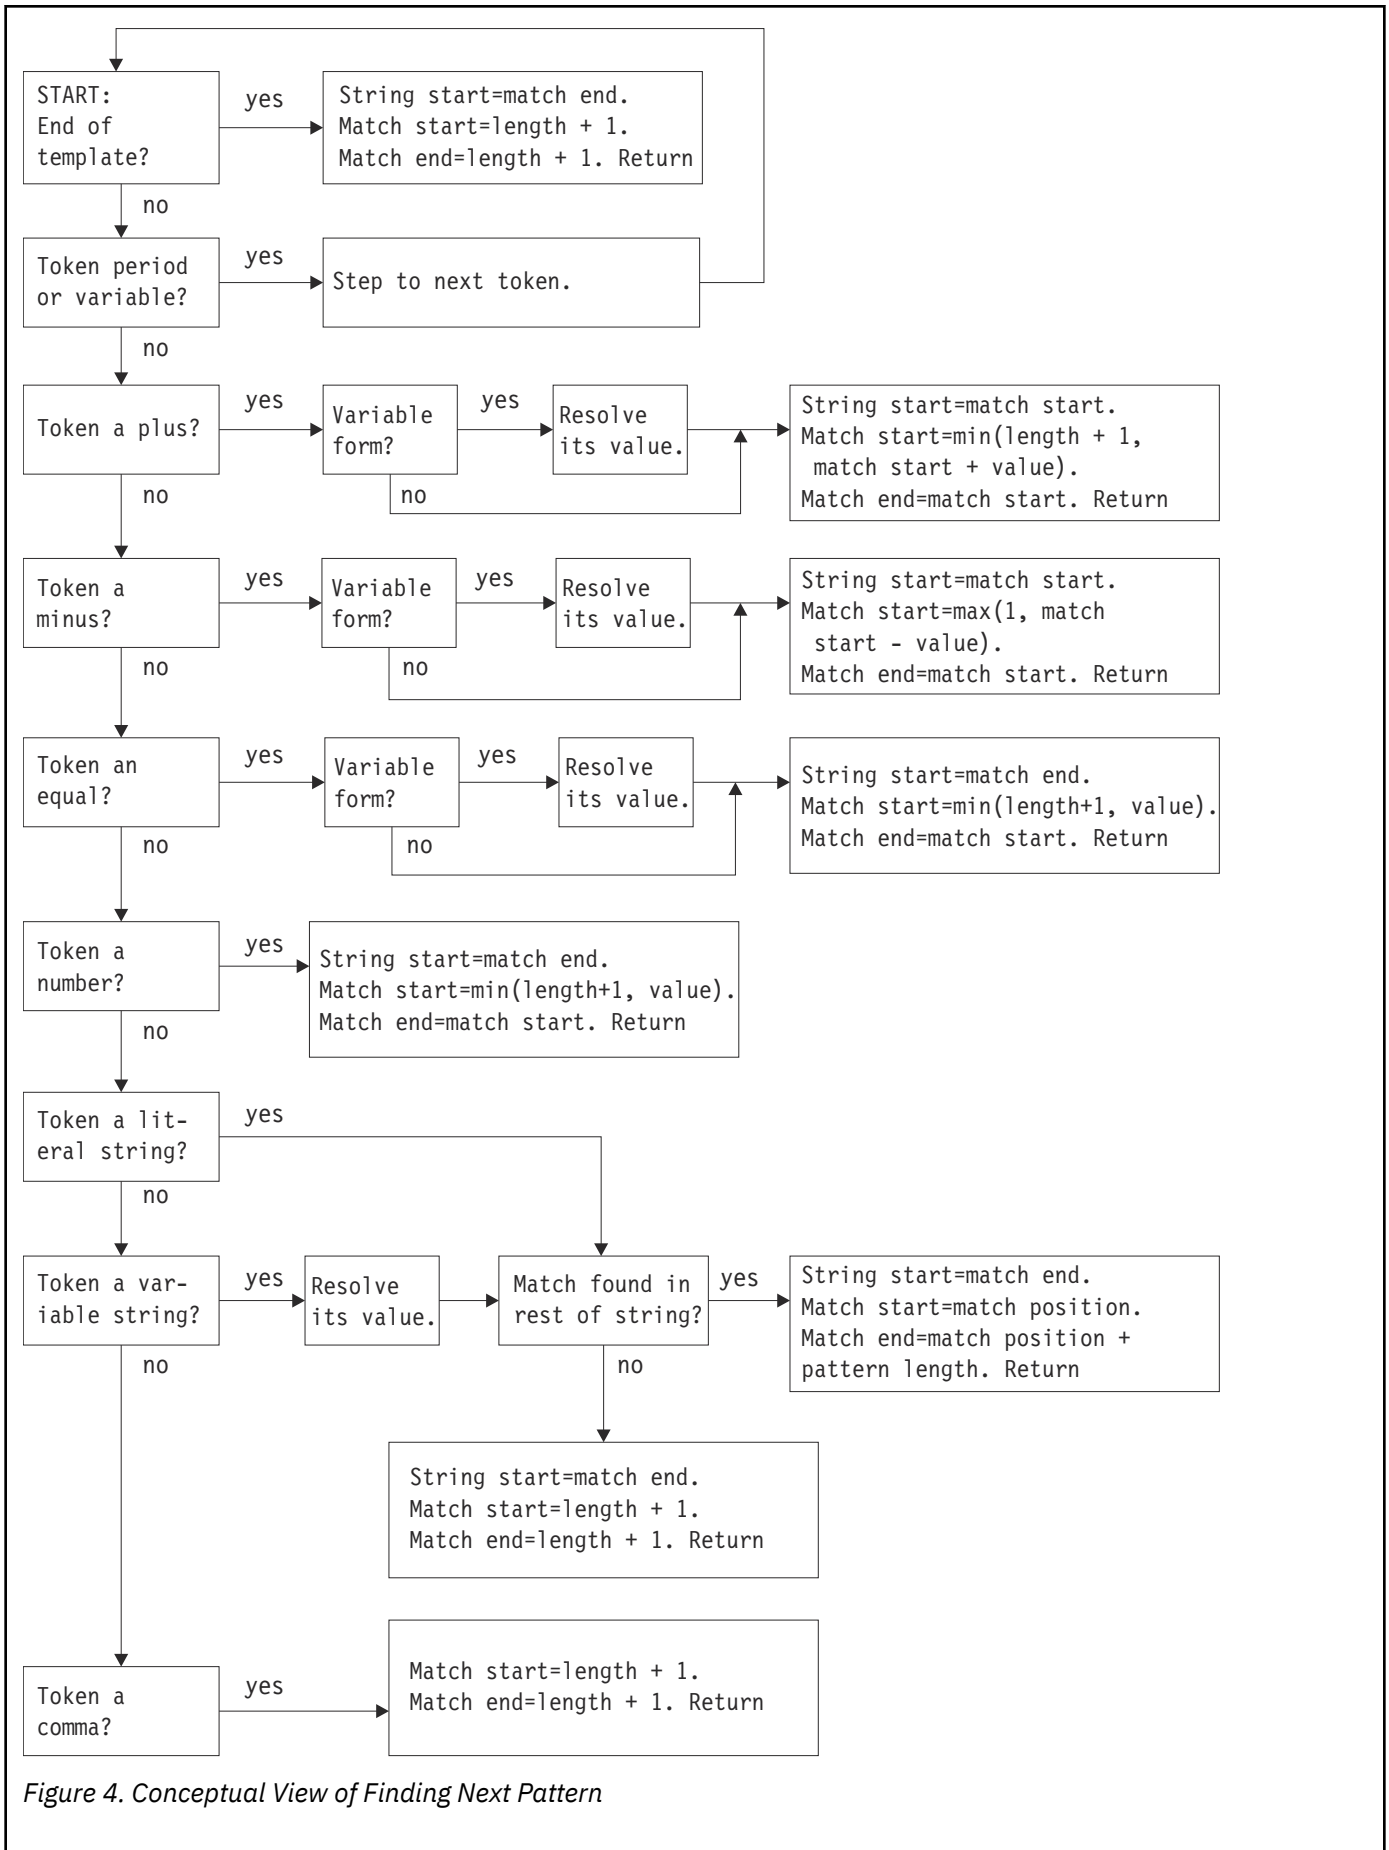 START:
End of
template?
yes
String start=match end.
Match start=length + 1.
Match end=length + 1. Return
no
Token period
or variable?
yes
Step to next token.
no
Token a plus?
yes
Variable
form?
yes
Resolve
its value.
String start=match start.
Match start=min(length + 1,
match start + value).
Match end=match start. Return
no
no
Token a
minus?
yes
Variable
form?
yes
Resolve
its value.
String start=match start.
Match start=max(1, match
start - value).
Match end=match start. Return
no
no
Token an
equal?
yes
Variable
form?
yes
Resolve
its value.
String start=match end.
Match start=min(length+1, value).
Match end=match start. Return
no
no
Token a
number?
yes
String start=match end.
Match start=min(length+1, value).
Match end=match start. Return
no
Token a lit-
eral string?
yes
no
Token a var-
iable string?
yes
Resolve
its value.
Match found in
rest of string?
yes
String start=match end.
Match start=match position.
Match end=match position +
pattern length. Return
no
no
String start=match end.
Match start=length + 1.
Match end=length + 1. Return
Token a
comma?
yes
Match start=length + 1.
Match end=length + 1. Return
Figure 4. Conceptual View of Finding Next Pattern